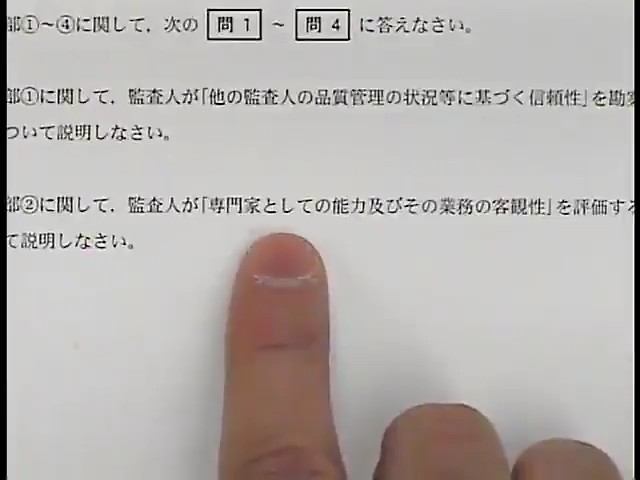 部①～④に関して，次の 問 1 ～ 問 4 に答えなさい。
部①に関して，監査人が「他の監査人の品質管理の状況等に基づく信頼性」を勘案
ついて説明しなさい。
部②に関して，監査人が「専門家としての能力及びその業務の客観性」を評価する
て説明しなさい。